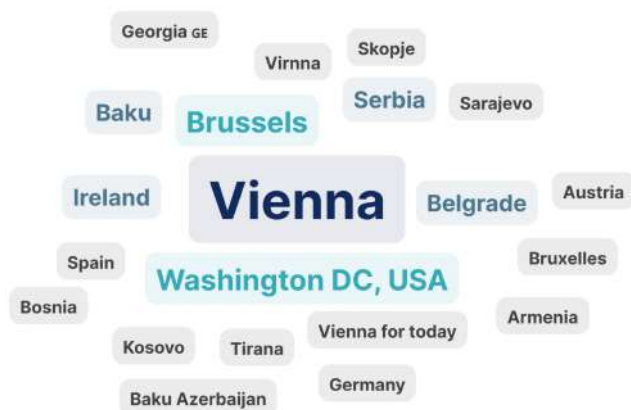 Georgia GE
Skopje
Virnna
Baku
Brussels
Serbia
Sarajevo
Ireland
Vienna
Belgrade
Austria
Spain
Washington DC, USA
Bruxelles
Bosnia
Armenia
Kosovo
Tirana
Vienna for today
Baku Azerbaijan
Germany